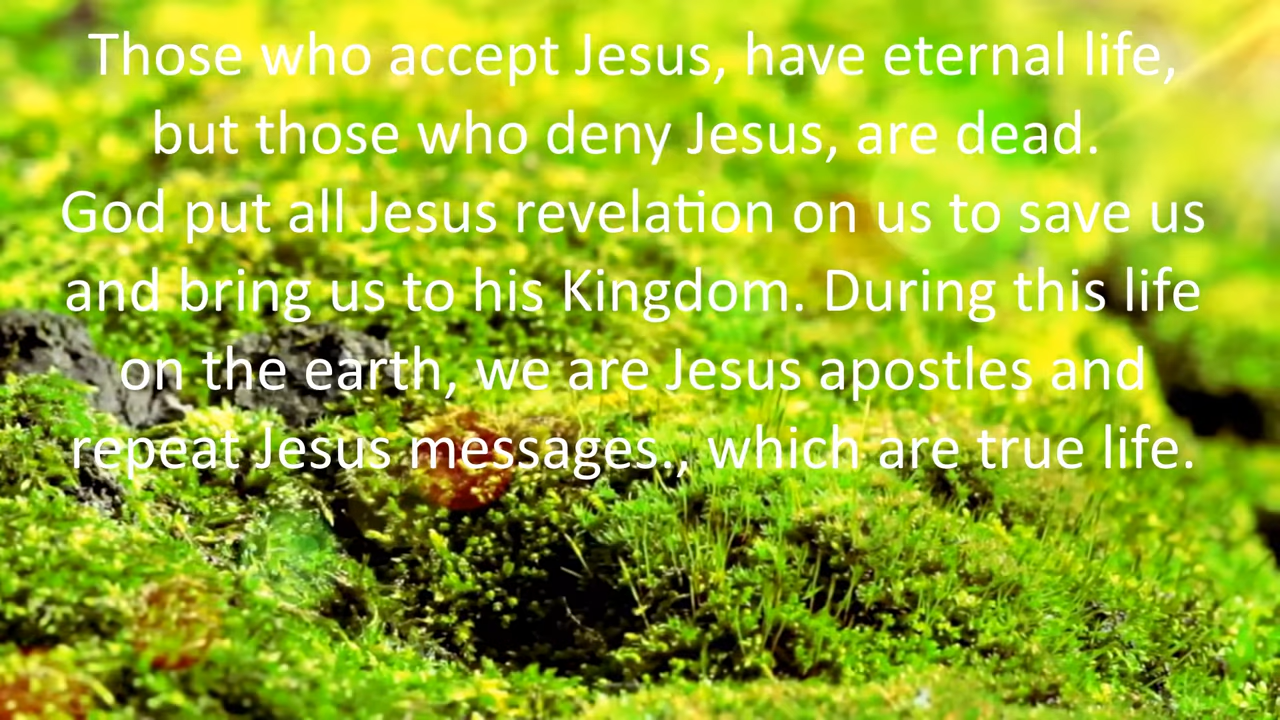 Those who accept Jesus, have eternal life,
but those who deny Jesus, are dead.
God put all Jesus revelation on us to save us
and bring us to his Kingdom. During this life
on the earth, we are Jesus apostles and
repeat Jesus messages., which are true life.